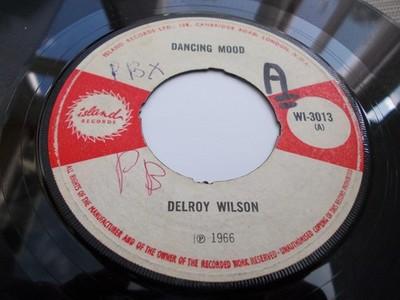 ISLAND RECORDS LTD., 108, CAMBRIDGE ROAD, LONDON, N.W.6
DANCING MOOD
PBX
A
island
RECORDS
WI-3013
(A)
PB
DELROY WILSON
℗ 1966
ALL RIGHTS OF THE MANUFACTURER AND OF THE OWNER OF THE RECORDED WORK RESERVED - UNAUTHORISED COPYING OF THIS RECORD PROHIBITED